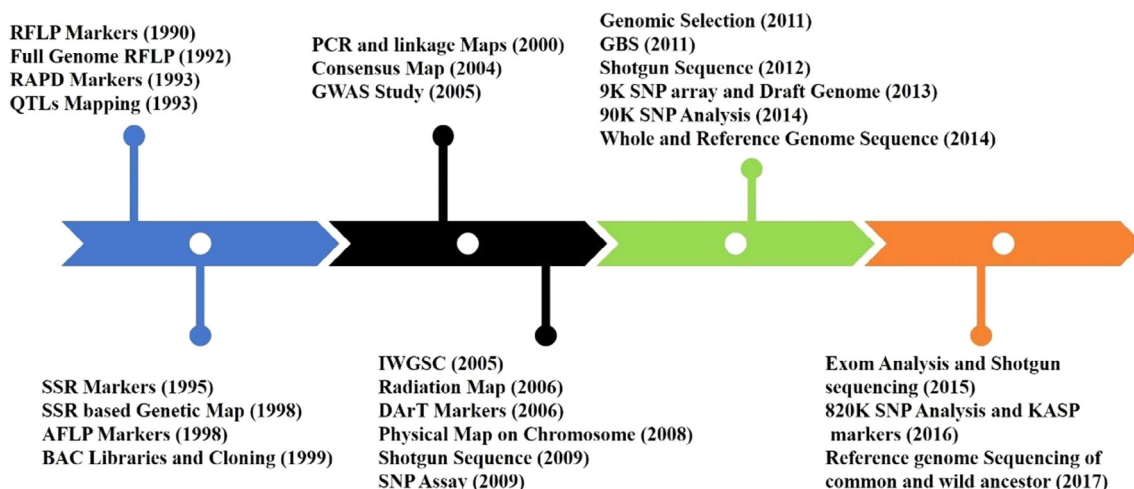 RFLP Markers (1990)
Full Genome RFLP (1992)
RAPD Markers (1993)
QTLs Mapping (1993)
PCR and linkage Maps (2000)
Consensus Map (2004)
GWAS Study (2005)
Genomic Selection (2011)
GBS (2011)
Shotgun Sequence (2012)
9K SNP array and Draft Genome (2013)
90K SNP Analysis (2014)
Whole and Reference Genome Sequence (2014)
SSR Markers (1995)
SSR based Genetic Map (1998)
AFLP Markers (1998)
BAC Libraries and Cloning (1999)
IWGSC (2005)
Radiation Map (2006)
DArT Markers (2006)
Physical Map on Chromosome (2008)
Shotgun Sequence (2009)
SNP Assay (2009)
Exom Analysis and Shotgun
sequencing (2015)
820K SNP Analysis and KASP
markers (2016)
Reference genome Sequencing of
common and wild ancestor (2017)